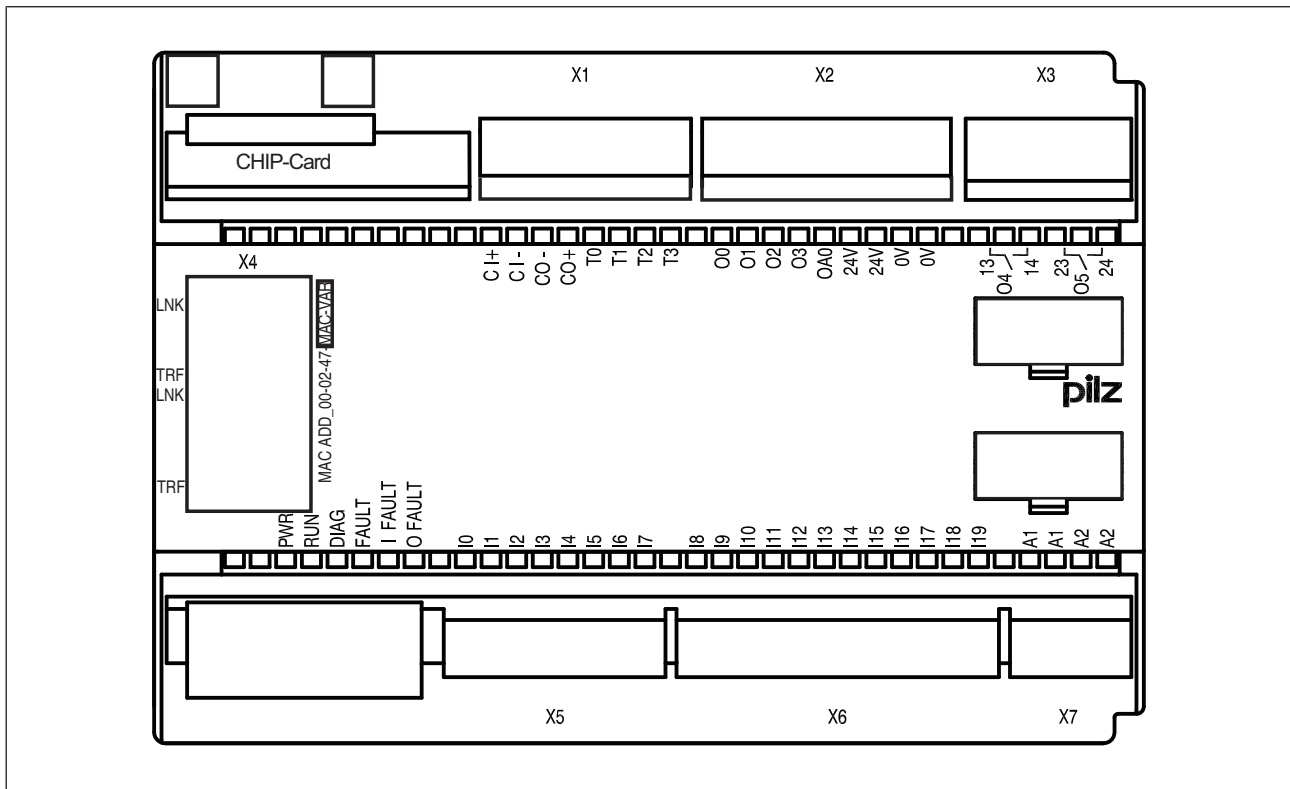 X1 X2 X3
CHIP-Card
CI+ CI- CO- CO+ T0 T1 T2 T3 O0 O1 O2 O3 OA0 24V 24V 0V 0V 13 O4 14 23 O5 24
X4
LNK
TRF
LNK
TRF
MAC ADD_00-02-47-MAC-VAR
pilz
PWR RUN DIAG FAULT I FAULT O FAULT I0 I1 I2 I3 I4 I5 I6 I7 I8 I9 I10 I11 I12 I13 I14 I15 I16 I17 I18 I19 A1 A1 A2 A2
X5 X6 X7